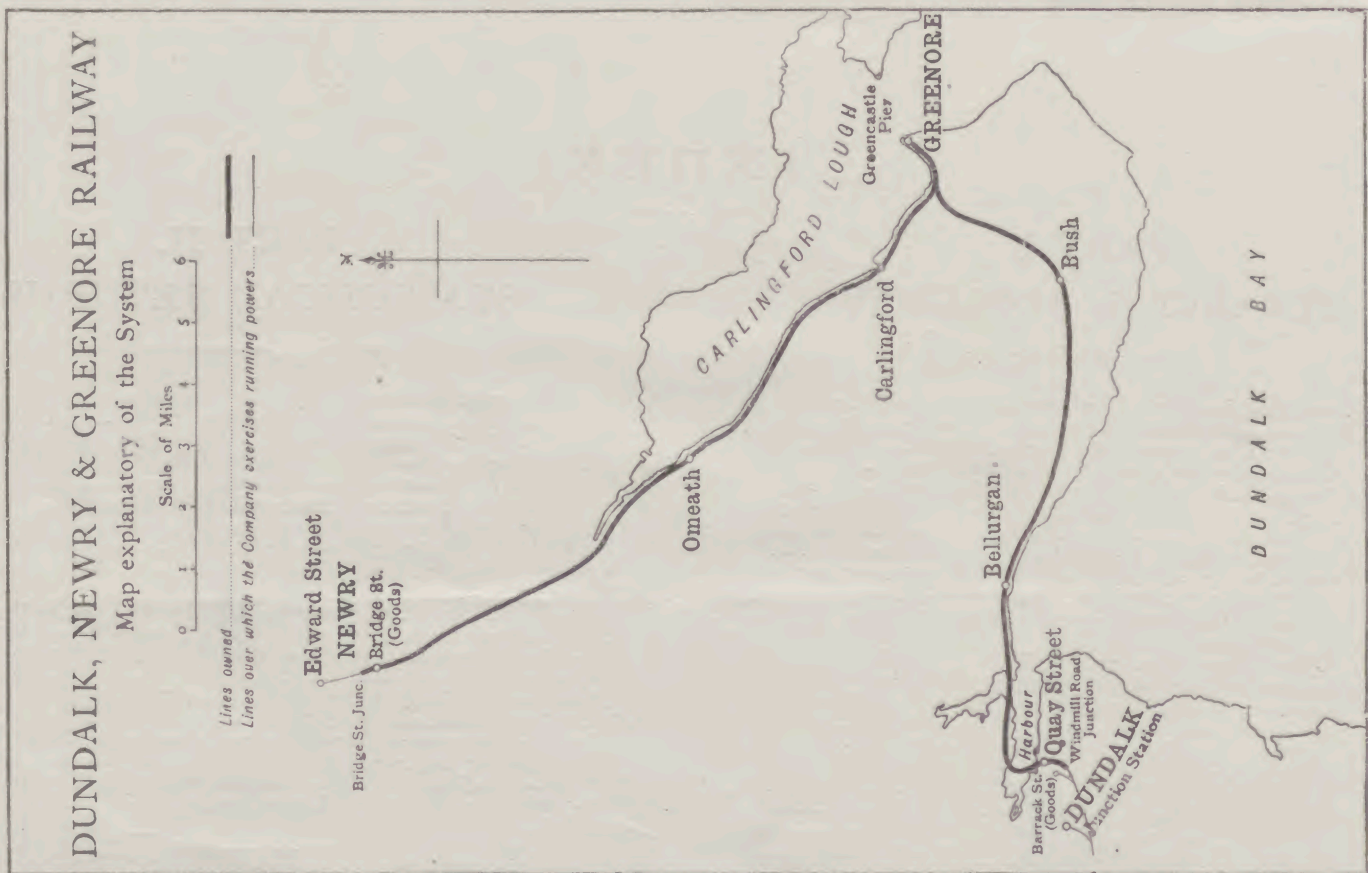 DUNDALK, NEWRY & GREENORE RAILWAY
Map explanatory of the System
Scale of Miles
0 1 2 3 4 5 6
Lines owned
Lines over which the Company exercises running powers
N
Edward Street
NEWRY
Bridge St.
(Goods)
Bridge St. Junc.
Omeath
CARLINGFORD LOUGH
Carlingford
Greencastle
Pier
GREENORE
Bush
Bellurgan
Harbour
Quay Street
Barrack St.
(Goods)
Windmill Road
Junction
DUNDALK
Junction Station
DUNDALK BAY